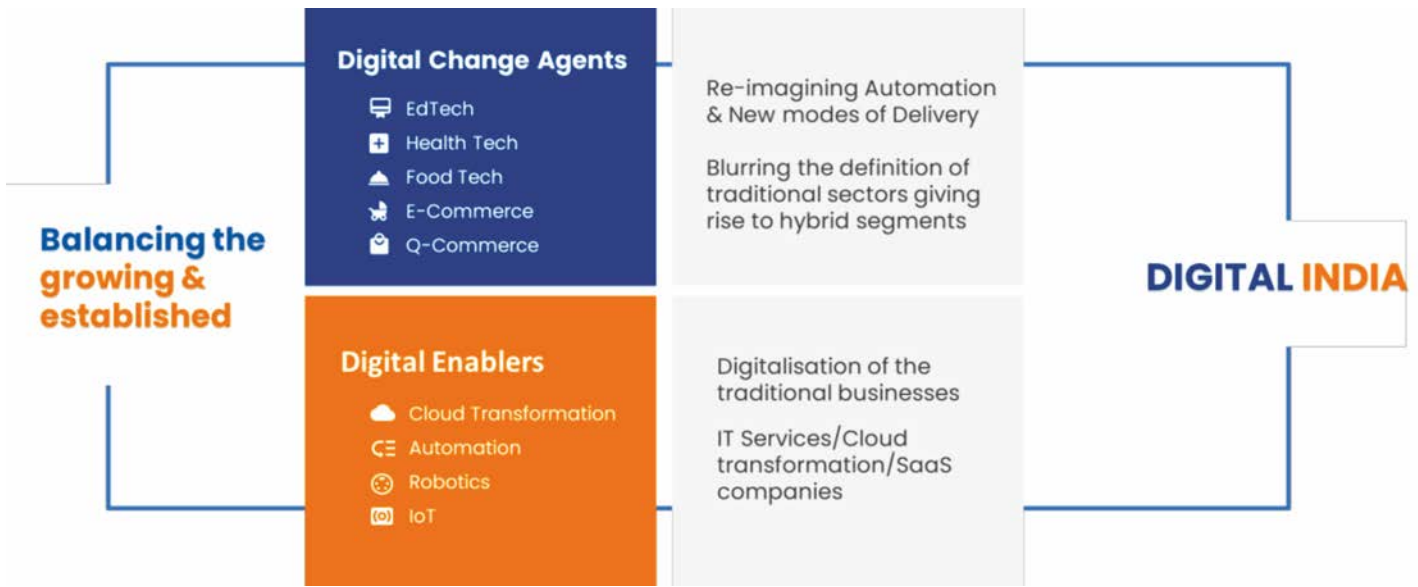 Balancing the
growing &
established
Digital Change Agents
EdTech
Health Tech
Food Tech
E-Commerce
Q-Commerce
Re-imagining Automation
& New modes of Delivery
Blurring the definition of
traditional sectors giving
rise to hybrid segments
Digital Enablers
Cloud Transformation
Automation
Robotics
IoT
Digitalisation of the
traditional businesses
IT Services/Cloud
transformation/SaaS
companies
DIGITAL INDIA